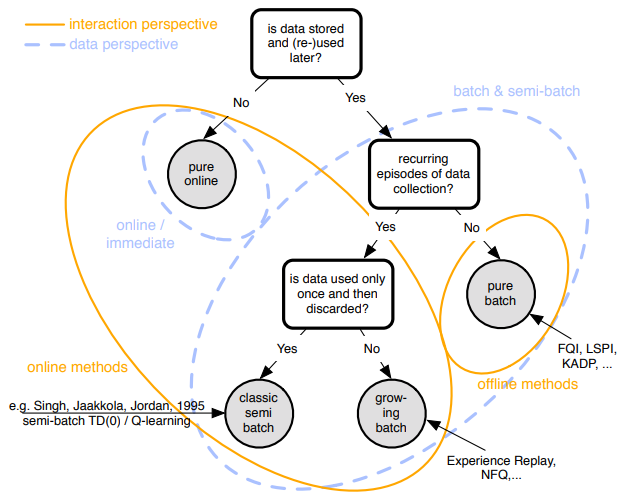 interaction perspective
data perspective
is data stored
and (re-)used
later?
No
Yes
batch & semi-batch
pure
online
recurring
episodes of data
collection?
online /
immediate
Yes
No
is data used only
once and then
discarded?
pure
batch
Yes
No
FQI, LSPI,
KADP, ...
online methods
offline methods
e.g. Singh, Jaakkola, Jordan, 1995
semi-batch TD(0) / Q-learning
classic
semi
batch
grow-
ing
batch
Experience Replay,
NFQ,...